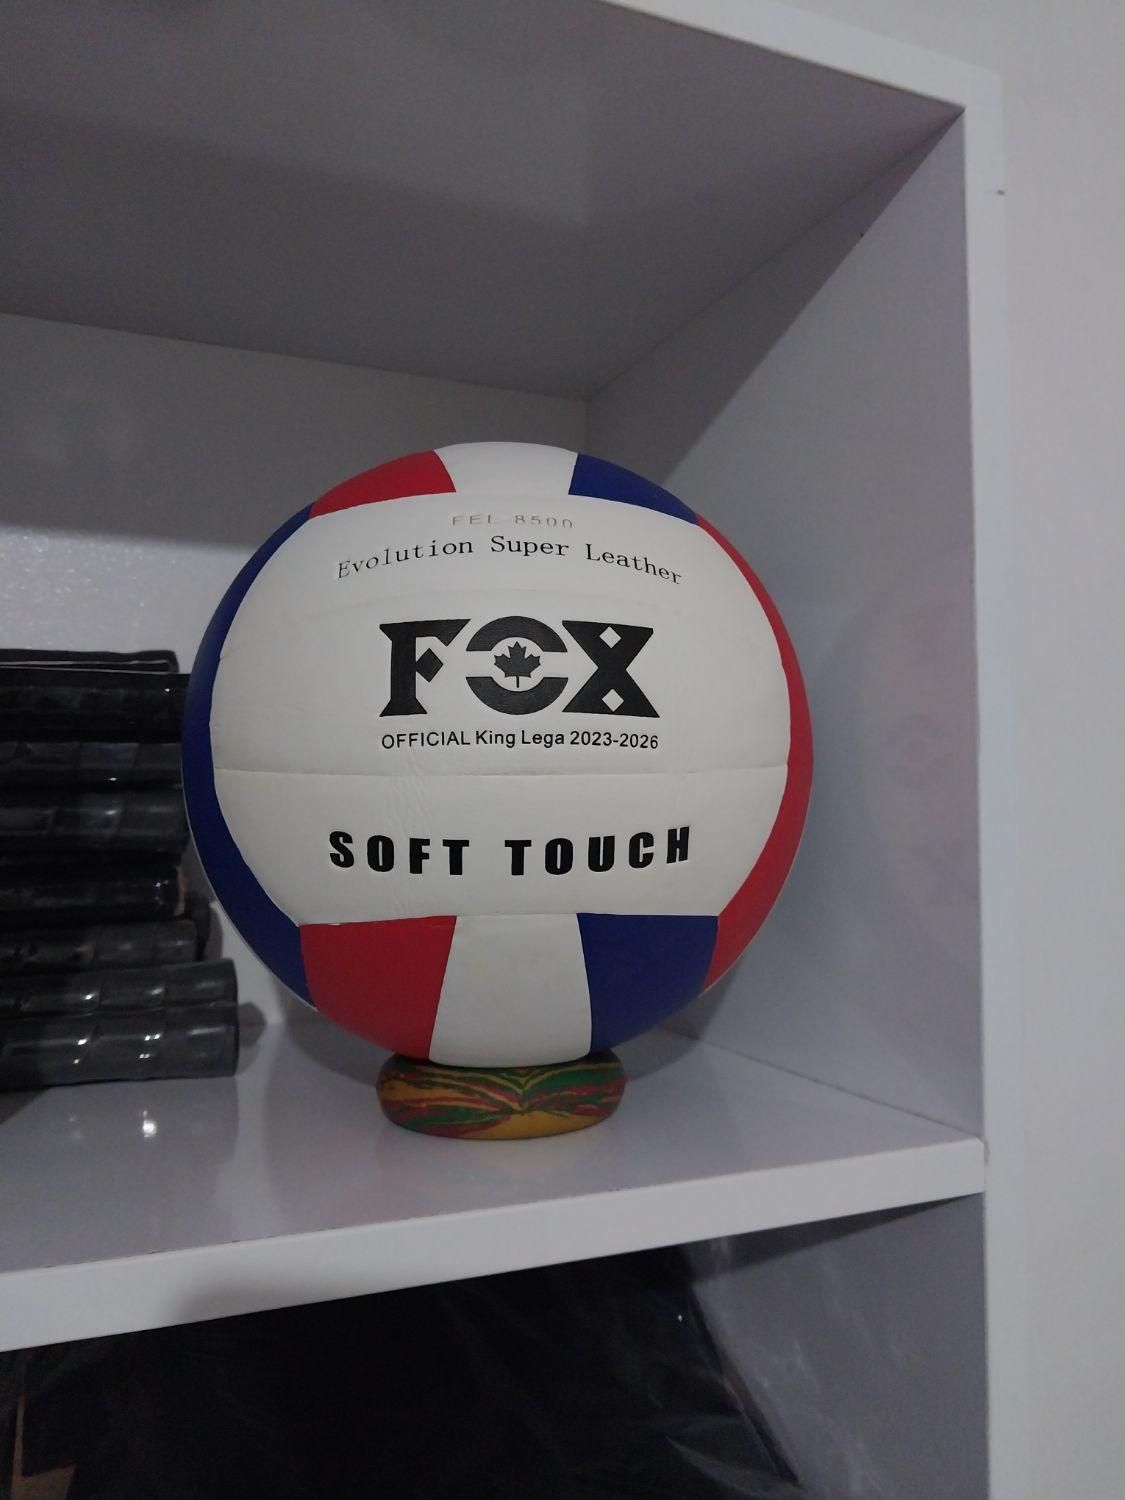 FEL 8500
Evolution Super Leather
FOX
OFFICIAL King Lega 2023-2026
SOFT TOUCH